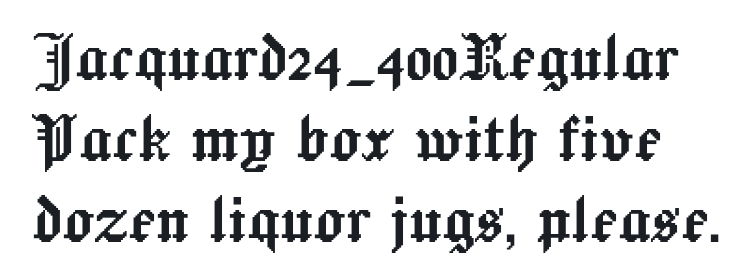 Jacquard24_400Regular
Pack my box with five
dozen liquor jugs, please.